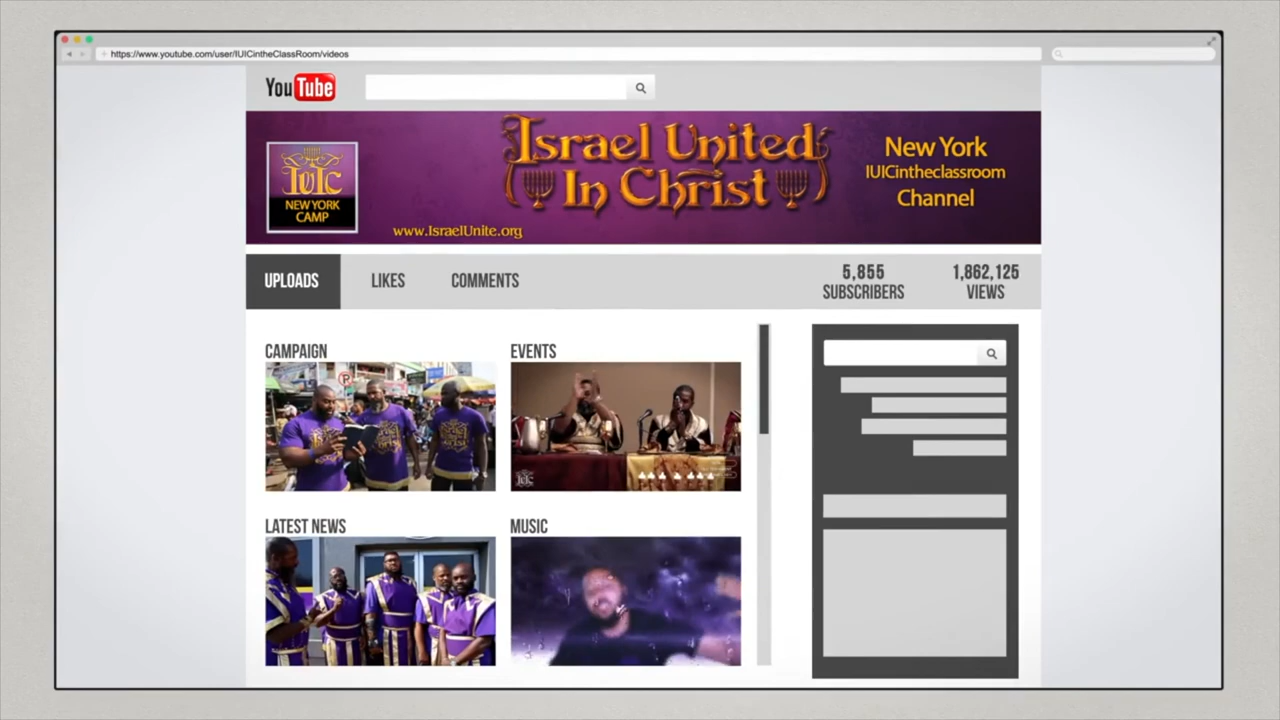 https://www.youtube.com/user/IUICintheClassRoom/videos
YouTube
Israel United
In Christ
IUIC
NEW YORK
CAMP
www.IsraelUnite.org
New York
IUICintheclassroom
Channel
UPLOADS
LIKES
COMMENTS
5,855
SUBSCRIBERS
1,862,125
VIEWS
CAMPAIGN
EVENTS
P
IUIC
LATEST NEWS
MUSIC